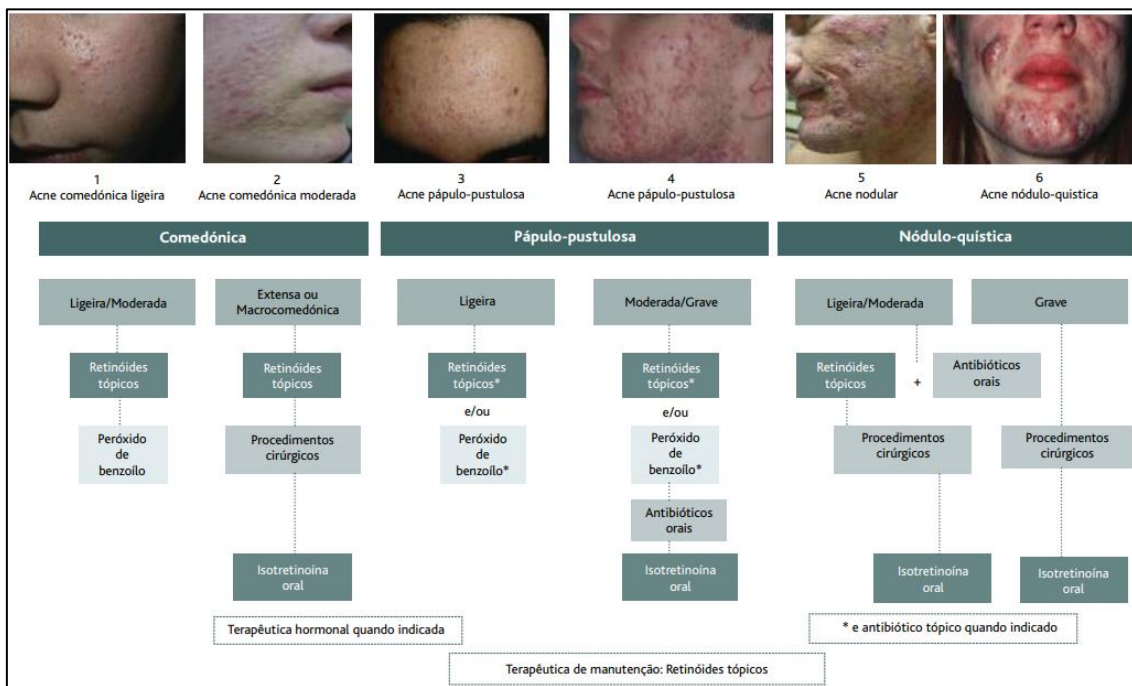 1
Acne comedónica ligeira
2
Acne comedónica moderada
3
Acne pápulo-pustulosa
4
Acne pápulo-pustulosa
5
Acne nodular
6
Acne nódulo-quistica
Comedónica
Pápulo-pustulosa
Nódulo-quística
Ligeira/Moderada
Extensa ou
Macrocomedónica
Ligeira
Moderada/Grave
Ligeira/Moderada
Grave
Retinóides
tópicos
Retinóides
tópicos
Retinóides
tópicos*
Retinóides
tópicos*
Retinóides
tópicos
+
Antibióticos
orais
e/ou
e/ou
Peróxido
de
benzoílo
Procedimentos
cirúrgicos
Peróxido
de
benzoílo*
Peróxido
de
benzoílo*
Procedimentos
cirúrgicos
Procedimentos
cirúrgicos
Antibióticos
orais
Isotretinoína
oral
Isotretinoína
oral
Isotretinoína
oral
Isotretinoína
oral
Terapêutica hormonal quando indicada
* e antibiótico tópico quando indicado
Terapêutica de manutenção: Retinóides tópicos